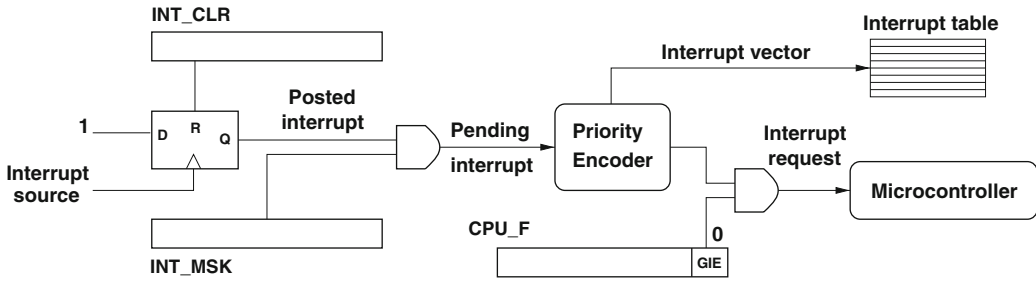 INT_CLR
Interrupt table
Interrupt vector
Posted
interrupt
1
D
R
Q
Pending
interrupt
Priority
Encoder
Interrupt
request
Interrupt
source
Microcontroller
CPU_F
0
GIE
INT_MSK